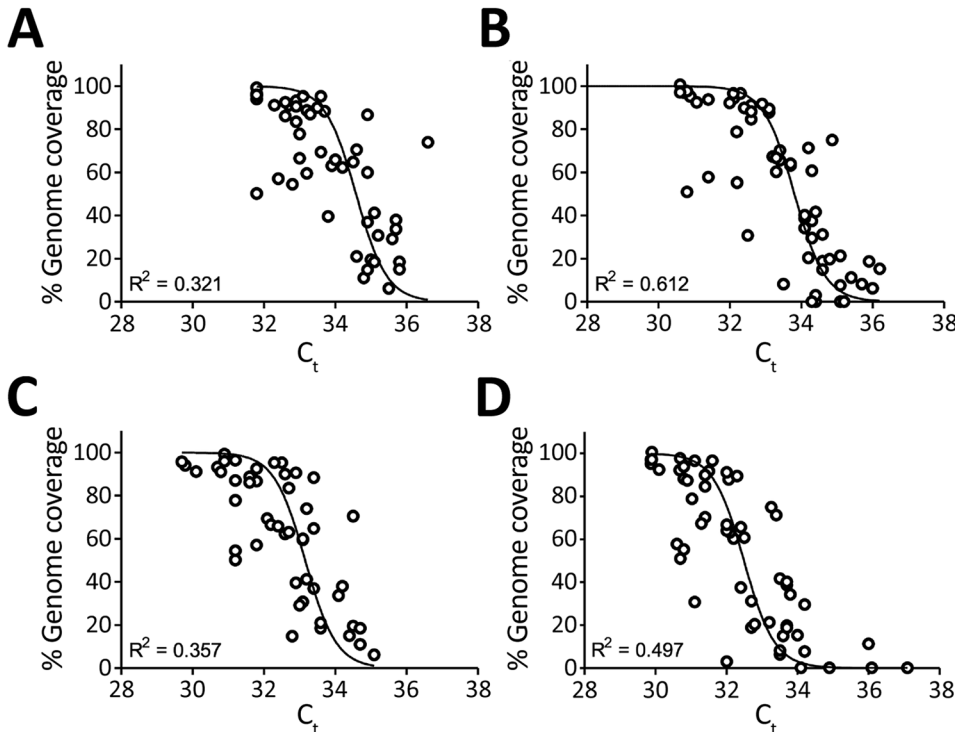 A
% Genome coverage
100
80
60
40
20
0
R² = 0.321
28 30 32 34 36 38
Cₜ
B
% Genome coverage
100
80
60
40
20
0
R² = 0.612
28 30 32 34 36 38
Cₜ
C
% Genome coverage
100
80
60
40
20
0
R² = 0.357
28 30 32 34 36 38
Cₜ
D
% Genome coverage
100
80
60
40
20
0
R² = 0.497
28 30 32 34 36 38
Cₜ